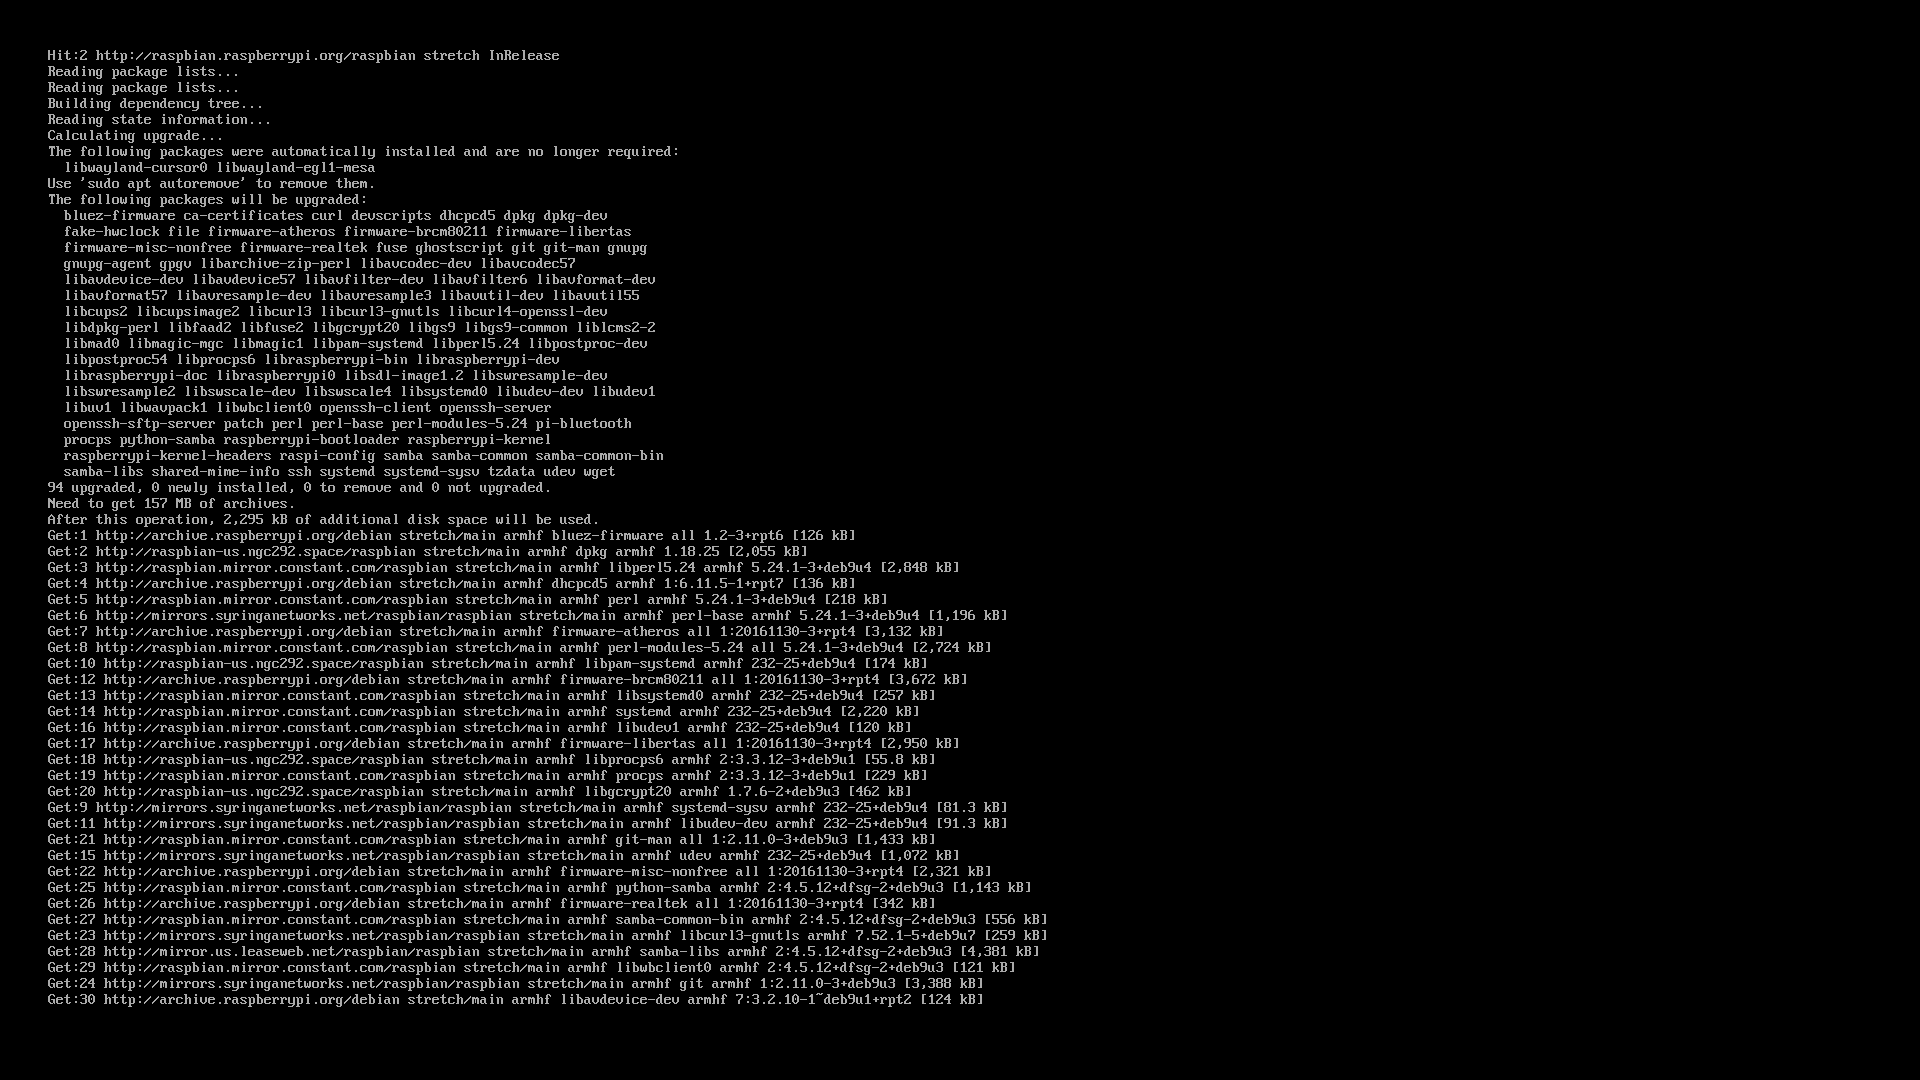 Hit:2 http://raspbian.raspberrypi.org/raspbian stretch InRelease
Reading package lists...
Reading package lists...
Building dependency tree...
Reading state information...
Calculating upgrade...
The following packages were automatically installed and are no longer required:
  libwayland-cursor0 libwayland-egl1-mesa
Use 'sudo apt autoremove' to remove them.
The following packages will be upgraded:
  bluez-firmware ca-certificates curl devscripts dhcpcd5 dpkg dpkg-dev
  fake-hwclock file firmware-atheros firmware-brcm80211 firmware-libertas
  firmware-misc-nonfree firmware-realtek fuse ghostscript git git-man gnupg
  gnupg-agent gpgv libarchive-zip-perl libavcodec-dev libavcodec57
  libavdevice-dev libavdevice57 libavfilter-dev libavfilter6 libavformat-dev
  libavformat57 libavresample-dev libavresample3 libavutil-dev libavutil55
  libcups2 libcupsimage2 libcurl3 libcurl3-gnutls libcurl4-openssl-dev
  libdpkg-perl libfaad2 libfuse2 libgcrypt20 libgs9 libgs9-common liblcms2-2
  libmad0 libmagic-mgc libmagic1 libpam-systemd libperl5.24 libpostproc-dev
  libpostproc54 libprocps6 libraspberrypi-bin libraspberrypi-dev
  libraspberrypi-doc libraspberrypi0 libsdl-image1.2 libswresample-dev
  libswresample2 libswscale-dev libswscale4 libsystemd0 libudev-dev libudev1
  libuv1 libwavpack1 libwbclient0 openssh-client openssh-server
  openssh-sftp-server patch perl perl-base perl-modules-5.24 pi-bluetooth
  procps python-samba raspberrypi-bootloader raspberrypi-kernel
  raspberrypi-kernel-headers raspi-config samba samba-common samba-common-bin
  samba-libs shared-mime-info ssh systemd systemd-sysv tzdata udev wget
94 upgraded, 0 newly installed, 0 to remove and 0 not upgraded.
Need to get 157 MB of archives.
After this operation, 2,295 kB of additional disk space will be used.
Get:1 http://archive.raspberrypi.org/debian stretch/main armhf bluez-firmware all 1.2-3+rpt6 [126 kB]
Get:2 http://raspbian-us.ngc292.space/raspbian stretch/main armhf dpkg armhf 1.18.25 [2,055 kB]
Get:3 http://raspbian.mirror.constant.com/raspbian stretch/main armhf libperl5.24 armhf 5.24.1-3+deb9u4 [2,848 kB]
Get:4 http://archive.raspberrypi.org/debian stretch/main armhf dhcpcd5 armhf 1:6.11.5-1+rpt7 [136 kB]
Get:5 http://raspbian.mirror.constant.com/raspbian stretch/main armhf perl armhf 5.24.1-3+deb9u4 [218 kB]
Get:6 http://mirrors.syringanetworks.net/raspbian/raspbian stretch/main armhf perl-base armhf 5.24.1-3+deb9u4 [1,196 kB]
Get:7 http://archive.raspberrypi.org/debian stretch/main armhf firmware-atheros all 1:20161130-3+rpt4 [3,132 kB]
Get:8 http://raspbian.mirror.constant.com/raspbian stretch/main armhf perl-modules-5.24 all 5.24.1-3+deb9u4 [2,724 kB]
Get:10 http://raspbian-us.ngc292.space/raspbian stretch/main armhf libpam-systemd armhf 232-25+deb9u4 [174 kB]
Get:12 http://archive.raspberrypi.org/debian stretch/main armhf firmware-brcm80211 all 1:20161130-3+rpt4 [3,672 kB]
Get:13 http://raspbian.mirror.constant.com/raspbian stretch/main armhf libsystemd0 armhf 232-25+deb9u4 [257 kB]
Get:14 http://raspbian.mirror.constant.com/raspbian stretch/main armhf systemd armhf 232-25+deb9u4 [2,220 kB]
Get:16 http://raspbian.mirror.constant.com/raspbian stretch/main armhf libudev1 armhf 232-25+deb9u4 [120 kB]
Get:17 http://archive.raspberrypi.org/debian stretch/main armhf firmware-libertas all 1:20161130-3+rpt4 [2,950 kB]
Get:18 http://raspbian-us.ngc292.space/raspbian stretch/main armhf libprocps6 armhf 2:3.3.12-3+deb9u1 [55.8 kB]
Get:19 http://raspbian.mirror.constant.com/raspbian stretch/main armhf procps armhf 2:3.3.12-3+deb9u1 [229 kB]
Get:20 http://raspbian-us.ngc292.space/raspbian stretch/main armhf libgcrypt20 armhf 1.7.6-2+deb9u3 [462 kB]
Get:9 http://mirrors.syringanetworks.net/raspbian/raspbian stretch/main armhf systemd-sysv armhf 232-25+deb9u4 [81.3 kB]
Get:11 http://mirrors.syringanetworks.net/raspbian/raspbian stretch/main armhf libudev-dev armhf 232-25+deb9u4 [91.3 kB]
Get:21 http://raspbian.mirror.constant.com/raspbian stretch/main armhf git-man all 1:2.11.0-3+deb9u3 [1,433 kB]
Get:15 http://mirrors.syringanetworks.net/raspbian/raspbian stretch/main armhf udev armhf 232-25+deb9u4 [1,072 kB]
Get:22 http://archive.raspberrypi.org/debian stretch/main armhf firmware-misc-nonfree all 1:20161130-3+rpt4 [2,321 kB]
Get:25 http://raspbian.mirror.constant.com/raspbian stretch/main armhf python-samba armhf 2:4.5.12+dfsg-2+deb9u3 [1,143 kB]
Get:26 http://archive.raspberrypi.org/debian stretch/main armhf firmware-realtek all 1:20161130-3+rpt4 [342 kB]
Get:27 http://raspbian.mirror.constant.com/raspbian stretch/main armhf samba-common-bin armhf 2:4.5.12+dfsg-2+deb9u3 [556 kB]
Get:23 http://mirrors.syringanetworks.net/raspbian/raspbian stretch/main armhf libcurl3-gnutls armhf 7.52.1-5+deb9u7 [259 kB]
Get:28 http://mirror.us.leaseweb.net/raspbian/raspbian stretch/main armhf samba-libs armhf 2:4.5.12+dfsg-2+deb9u3 [4,381 kB]
Get:29 http://raspbian.mirror.constant.com/raspbian stretch/main armhf libwbclient0 armhf 2:4.5.12+dfsg-2+deb9u3 [121 kB]
Get:24 http://mirrors.syringanetworks.net/raspbian/raspbian stretch/main armhf git armhf 1:2.11.0-3+deb9u3 [3,388 kB]
Get:30 http://archive.raspberrypi.org/debian stretch/main armhf libavdevice-dev armhf 7:3.2.10-1~deb9u1+rpt2 [124 kB]